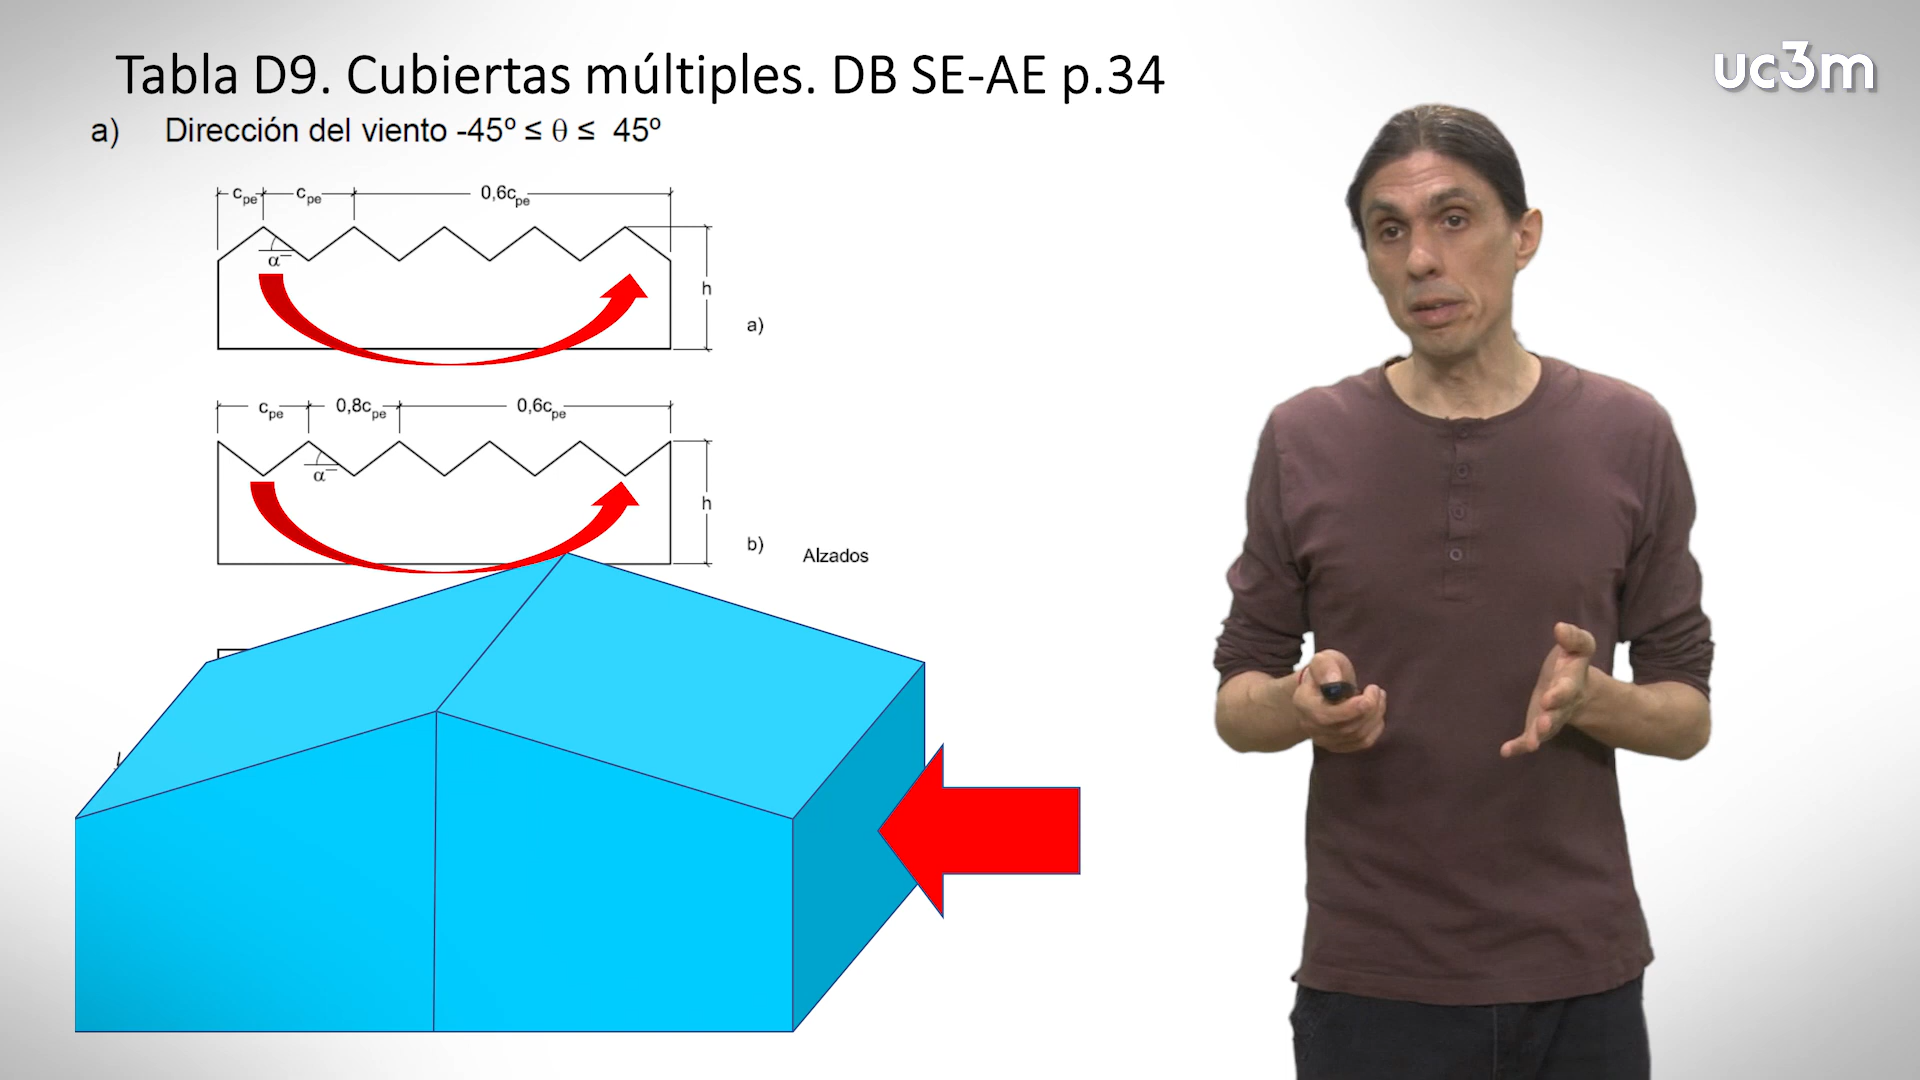 Tabla D9. Cubiertas múltiples. DB SE-AE p.34
uc3m
a) Dirección del viento -45º ≤ θ ≤ 45º
cpe cpe 0,6cpe
α
h
a)
cpe 0,8cpe 0,6cpe
α
h
b)
Alzados